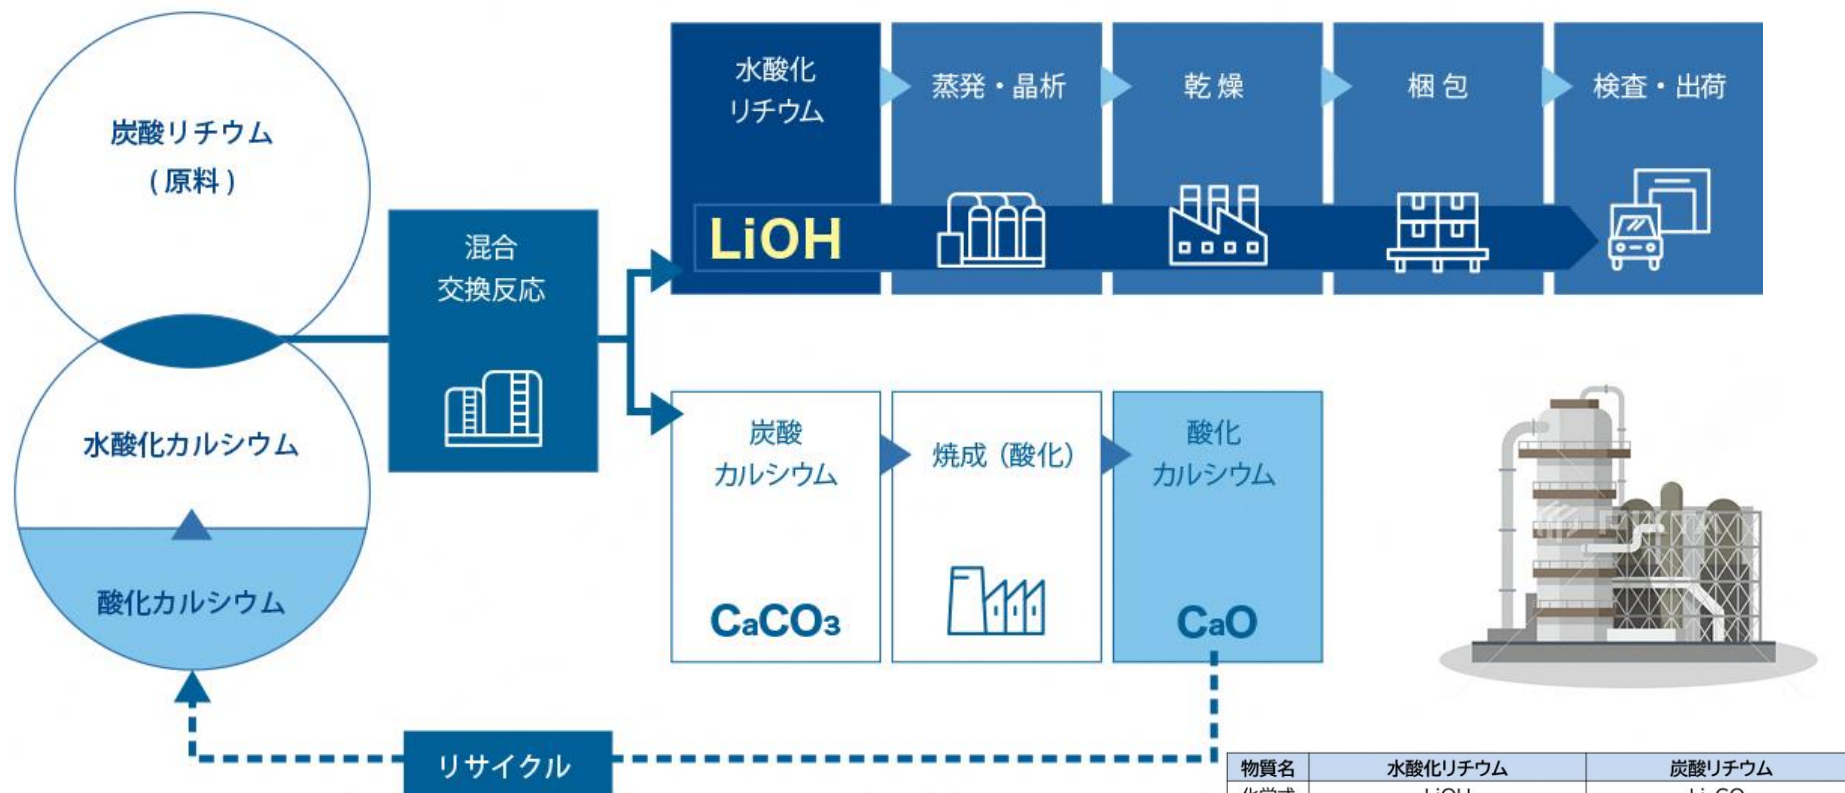 炭酸リチウム
(原料)
水酸化カルシウム
酸化カルシウム
混合
交換反応
水酸化
リチウム
LiOH
蒸発・晶析
乾燥
梱包
検査・出荷
炭酸
カルシウム
CaCO₃
焼成（酸化）
酸化
カルシウム
CaO
リサイクル
物質名 水酸化リチウム 炭酸リチウム